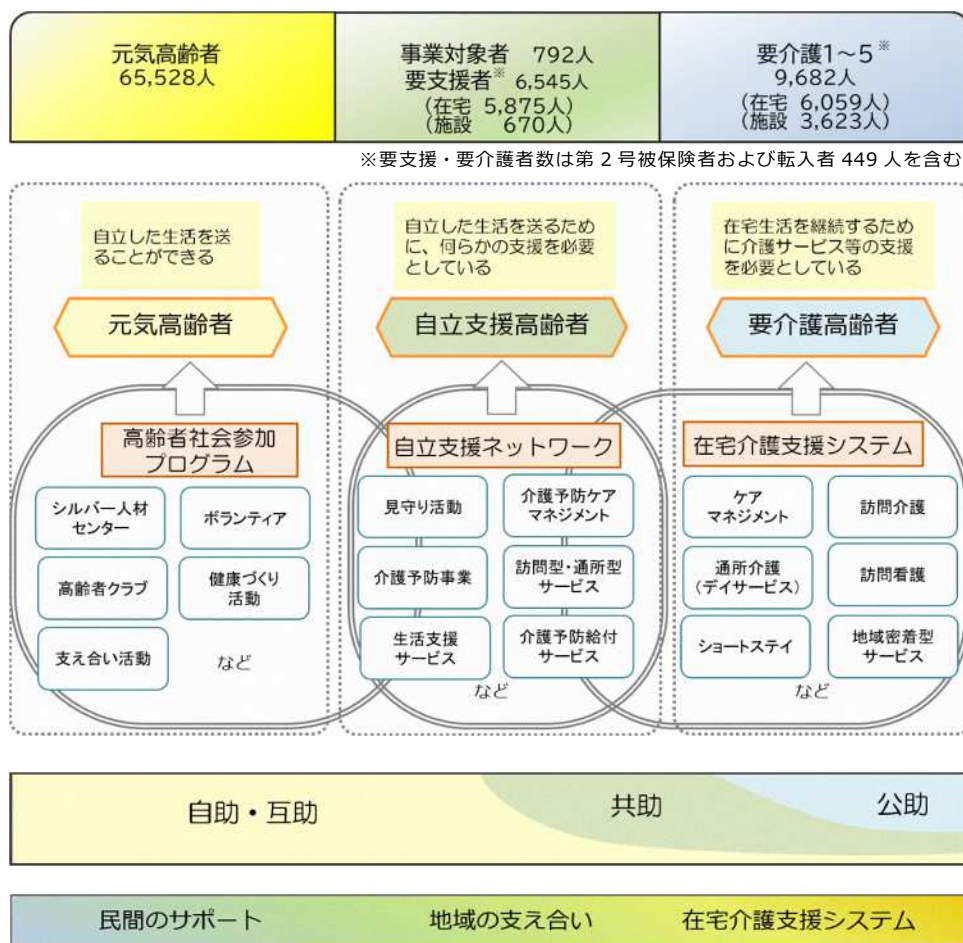 元気高齢者
65,528人
事業対象者 792人
要支援者※ 6,545人
(在宅 5,875人)
(施設 670人)
要介護1～5※
9,682人
(在宅 6,059人)
(施設 3,623人)
※要支援・要介護者数は第2号被保険者および転入者 449 人を含む
自立した生活を送
ることができる
元気高齢者
自立した生活を送るため
に、何らかの支援を必要
としている
自立支援高齢者
在宅生活を継続するため
に介護サービス等の支援
を必要としている
要介護高齢者
高齢者社会参加
プログラム
シルバー人材
センター
ボランティア
高齢者クラブ
健康づくり
活動
支え合い活動
など
自立支援ネットワーク
見守り活動
介護予防ケア
マネジメント
介護予防事業
訪問型・通所型
サービス
生活支援
サービス
介護予防給付
サービス
など
在宅介護支援システム
ケア
マネジメント
訪問介護
通所介護
(デイサービス)
訪問看護
ショートステイ
地域密着型
サービス
など
自助・互助
共助
公助
民間のサポート
地域の支え合い
在宅介護支援システム